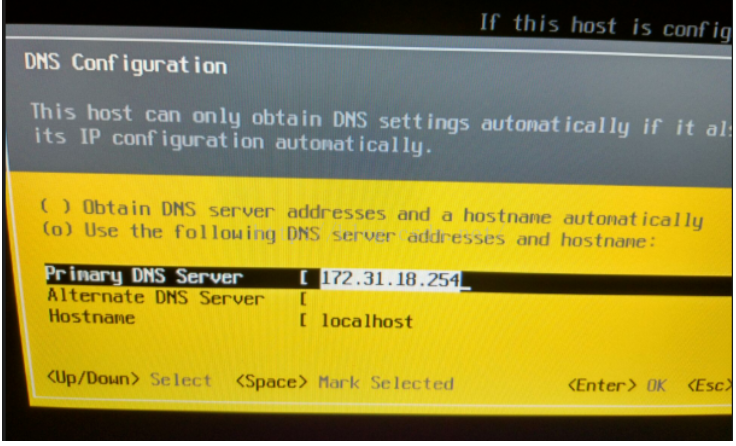 If this host is config
DNS Configuration
This host can only obtain DNS settings automatically if it al
its IP configuration automatically.
( ) Obtain DNS server addresses and a hostname automatically
(o) Use the following DNS server addresses and hostname:
Primary DNS Server [ 172.31.18.254_
Alternate DNS Server [
Hostname [ localhost
<Up/Down> Select <Space> Mark Selected <Enter> OK <Esc>